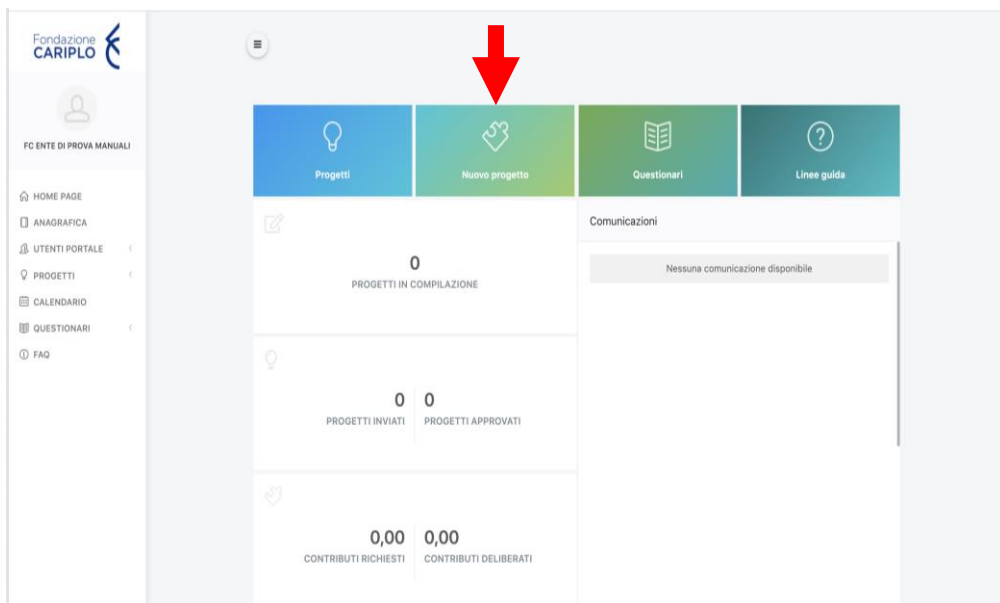 Fondazione
CARIPLO
FC ENTE DI PROVA MANUALI
HOME PAGE
ANAGRAFICA
UTENTI PORTALE
PROGETTI
CALENDARIO
QUESTIONARI
FAQ
Progetti
Nuovo progetto
Questionari
Linee guida
0
PROGETTI IN COMPILAZIONE
0 0
PROGETTI INVIATI PROGETTI APPROVATI
0,00 0,00
CONTRIBUTI RICHIESTI CONTRIBUTI DELIBERATI
Comunicazioni
Nessuna comunicazione disponibile